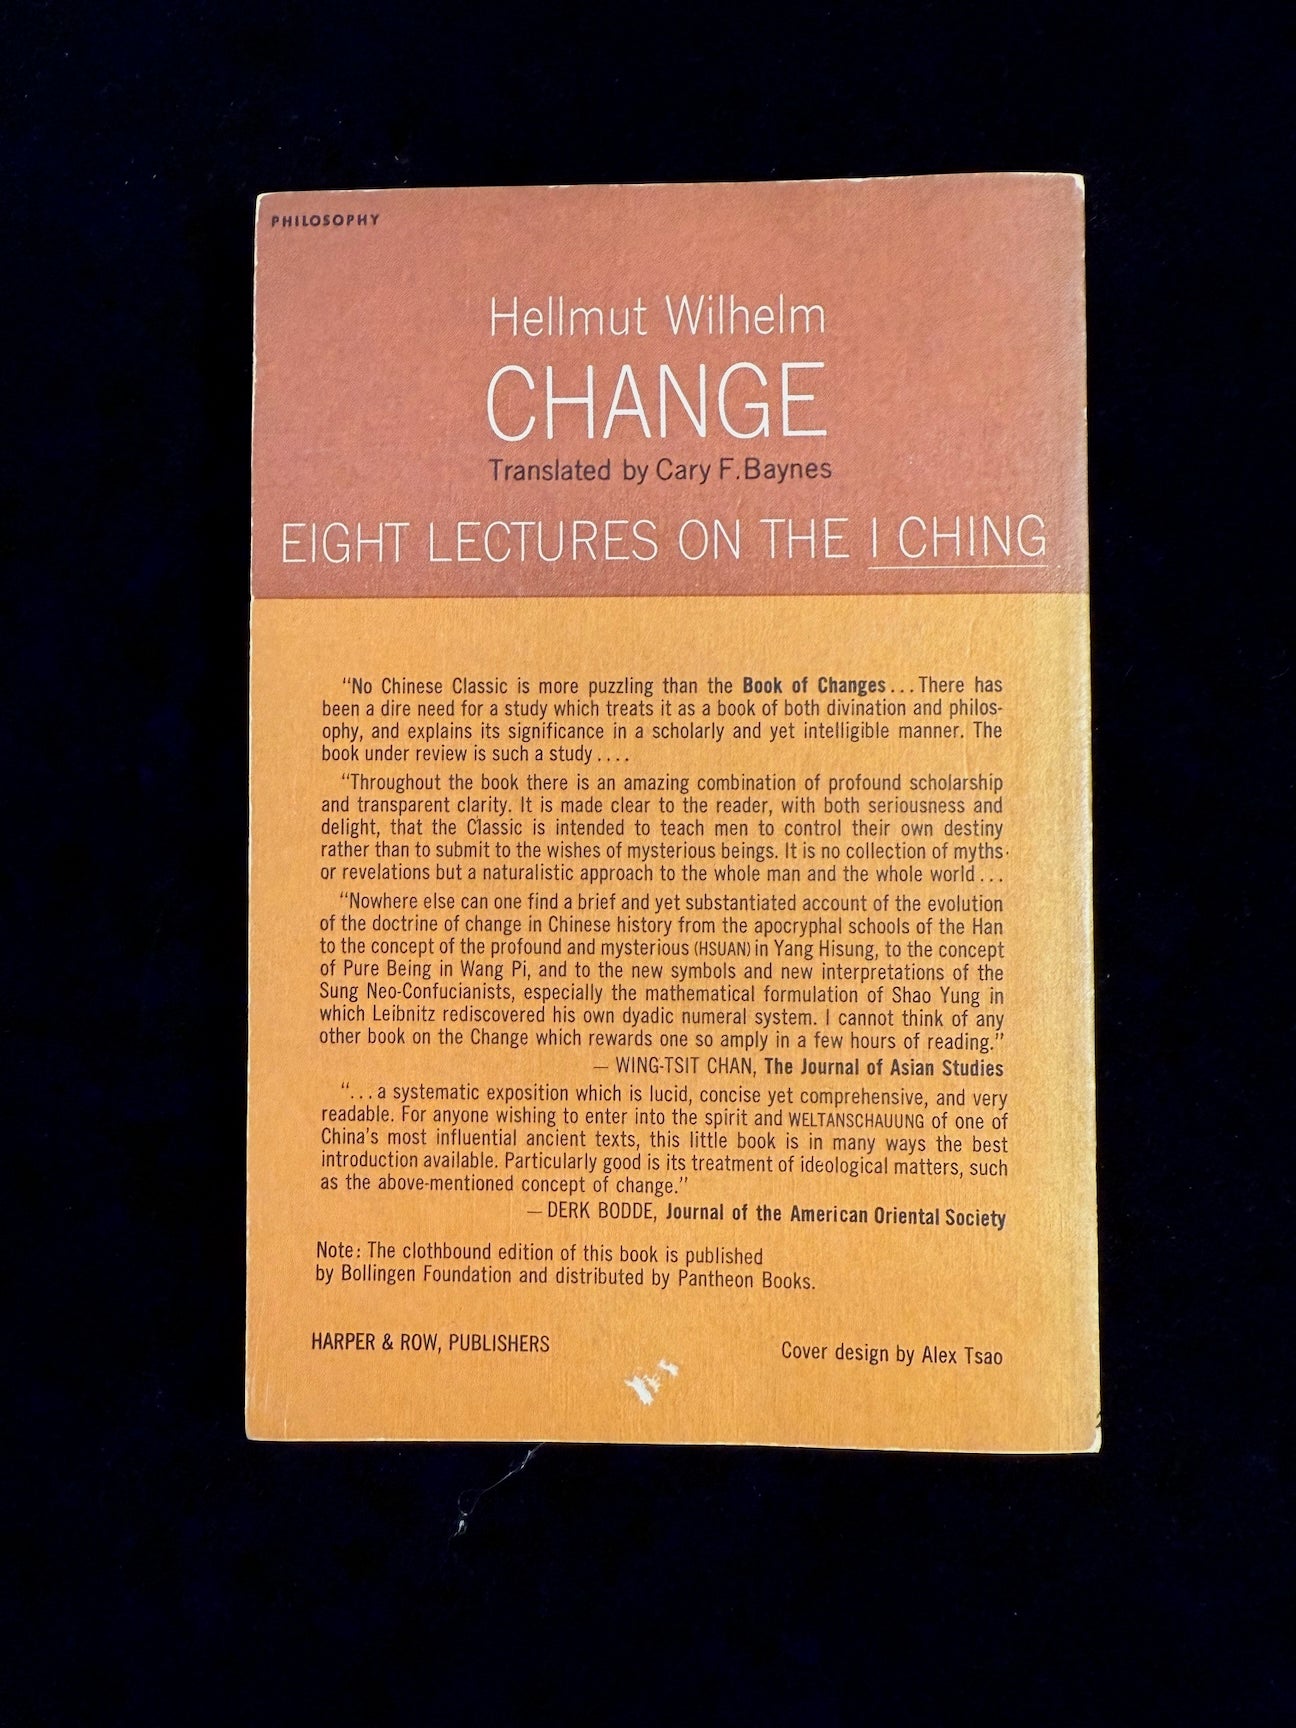 PHILOSOPHY
Hellmut Wilhelm
CHANGE
Translated by Cary F. Baynes
EIGHT LECTURES ON THE I CHING
“No Chinese Classic is more puzzling than the Book of Changes...There has
been a dire need for a study which treats it as a book of both divination and philos-
ophy, and explains its significance in a scholarly and yet intelligible manner. The
book under review is such a study....
“Throughout the book there is an amazing combination of profound scholarship
and transparent clarity. It is made clear to the reader, with both seriousness and
delight, that the Classic is intended to teach men to control their own destiny
rather than to submit to the wishes of mysterious beings. It is no collection of myths
or revelations but a naturalistic approach to the whole man and the whole world...
“Nowhere else can one find a brief and yet substantiated account of the evolution
of the doctrine of change in Chinese history from the apocryphal schools of the Han
to the concept of the profound and mysterious (HSUAN) in Yang Hisung, to the concept
of Pure Being in Wang Pi, and to the new symbols and new interpretations of the
Sung Neo-Confucianists, especially the mathematical formulation of Shao Yung in
which Leibnitz rediscovered his own dyadic numeral system. I cannot think of any
other book on the Change which rewards one so amply in a few hours of reading.”
— WING-TSIT CHAN, The Journal of Asian Studies
“...a systematic exposition which is lucid, concise yet comprehensive, and very
readable. For anyone wishing to enter into the spirit and WELTANSCHAUUNG of one of
China's most influential ancient texts, this little book is in many ways the best
introduction available. Particularly good is its treatment of ideological matters, such
as the above-mentioned concept of change.”
— DERK BODDE, Journal of the American Oriental Society
Note: The clothbound edition of this book is published
by Bollingen Foundation and distributed by Pantheon Books.
HARPER & ROW, PUBLISHERS
Cover design by Alex Tsao